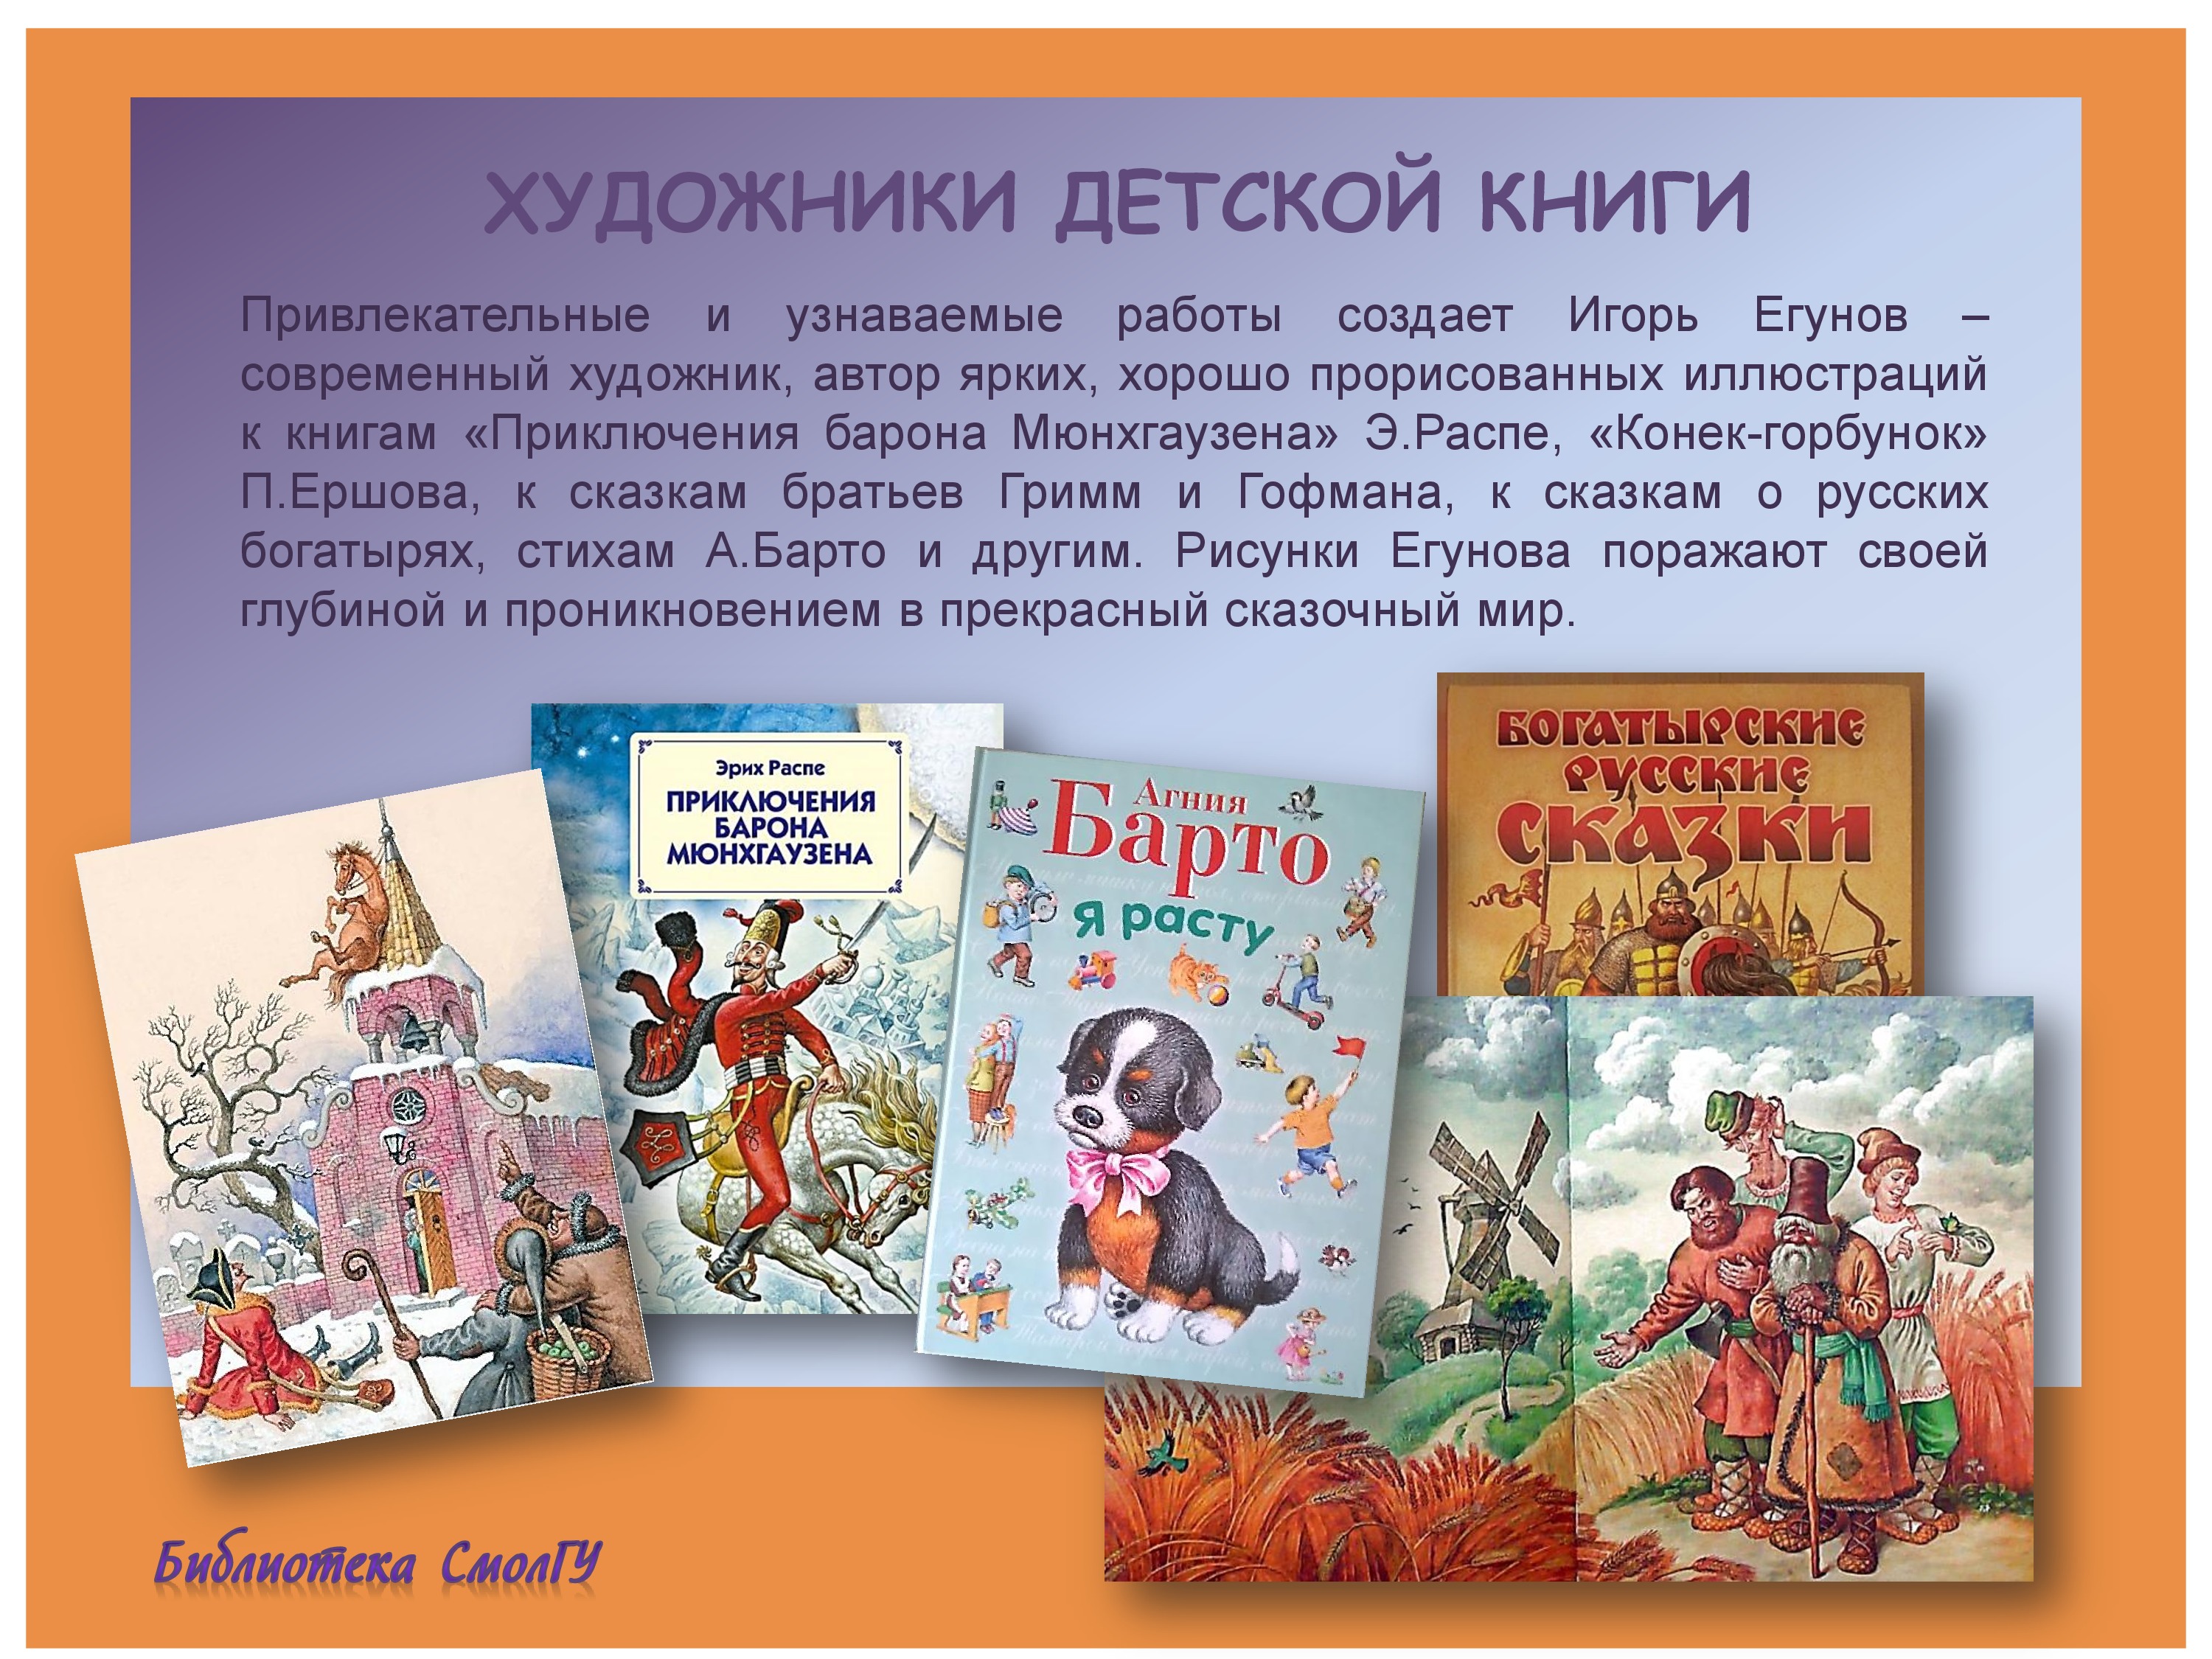 ХУДОЖНИКИ ДЕТСКОЙ КНИГИ
Привлекательные и узнаваемые работы создает Игорь Егунов –
современный художник, автор ярких, хорошо прорисованных иллюстраций
к книгам «Приключения барона Мюнхгаузена» Э.Распе, «Конек-горбунок»
П.Ершова, к сказкам братьев Гримм и Гофмана, к сказкам о русских
богатырях, стихам А.Барто и другим. Рисунки Егунова поражают своей
глубиной и проникновением в прекрасный сказочный мир.
Эрих Распе
ПРИКЛЮЧЕНИЯ
БАРОНА
МЮНХГАУЗЕНА
Агния
Барто
я расту
БОГАТЫРСКИЕ
РУССКИЕ
СКАЗКИ
Библиотека СмолГУ